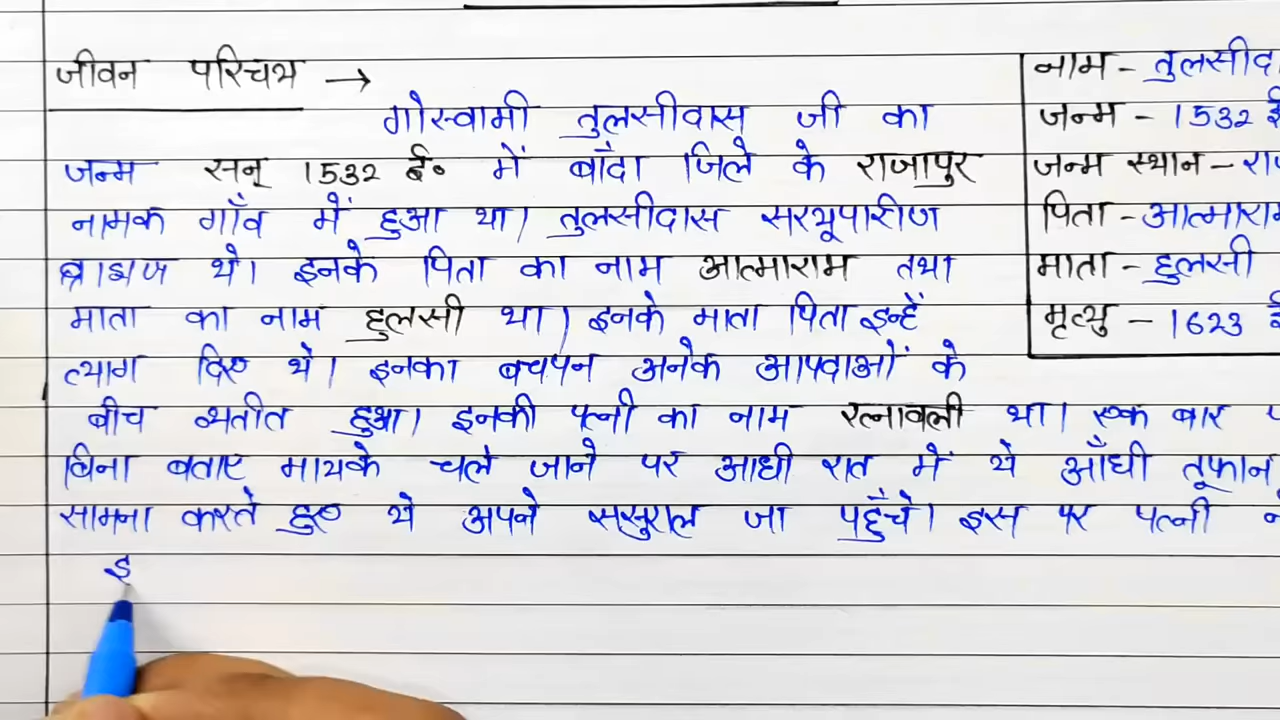 जीवन परिचय →
गोस्वामी तुलसीदास जी का
जन्म सन् 1532 ई० में बाँदा जिले के राजापुर
नामक गाँव में हुआ था। तुलसीदास सरयूपारीण
ब्राह्मण थे। इनके पिता का नाम आत्माराम तथा
माता का नाम हुलसी था। इनके माता पिता इन्हें
त्याग दिए थे। इनका बचपन अनेक आपदाओं के
बीच व्यतीत हुआ। इनकी पत्नी का नाम रत्नावली था। एक बार
बिना बताए मायके चले जाने पर आधी रात में ये आँधी तूफान
सामना करते हुए ये अपने ससुराल जा पहुँचे। इस पर पत्नी
इ
नाम - तुलसीद
जन्म - 1532 ई
जन्म स्थान - रा
पिता - आत्माराम
माता - हुलसी
मृत्यु - 1623 ई